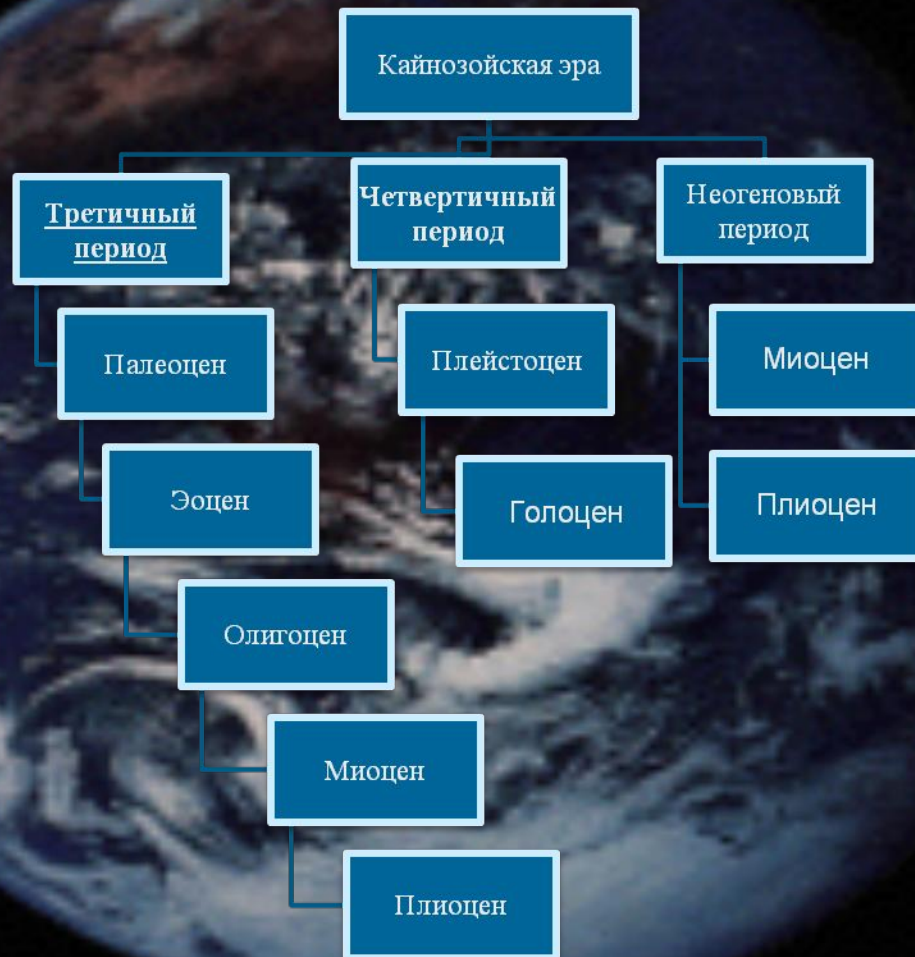 Кайнозойская эра
Третичный
период
Четвертичный
период
Неогеновый
период
Палеоцен
Плейстоцен
Миоцен
Эоцен
Голоцен
Плиоцен
Олигоцен
Миоцен
Плиоцен